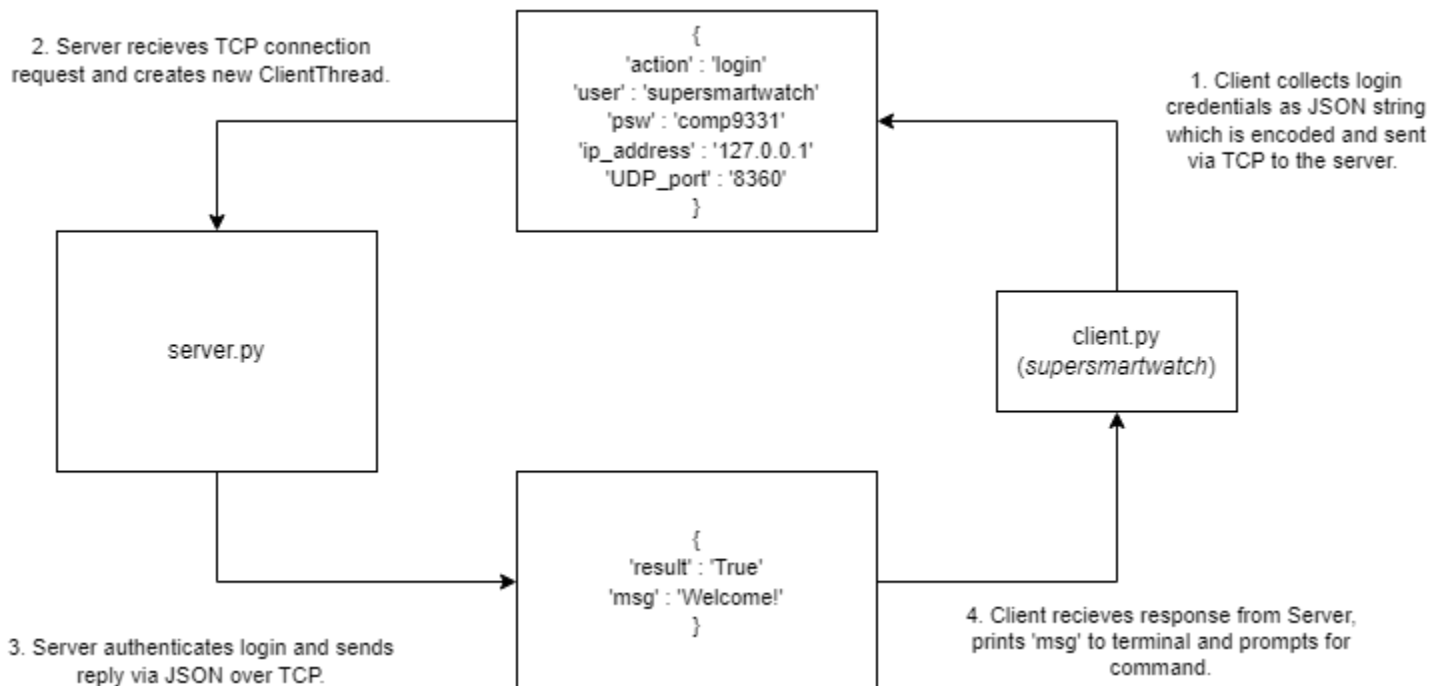 2. Server recieves TCP connection
request and creates new ClientThread.
{
'action' : 'login'
'user' : 'supersmartwatch'
'psw' : 'comp9331'
'ip_address' : '127.0.0.1'
'UDP_port' : '8360'
}
1. Client collects login
credentials as JSON string
which is encoded and sent
via TCP to the server.
server.py
client.py
(supersmartwatch)
{
'result' : 'True'
'msg' : 'Welcome!'
}
3. Server authenticates login and sends
reply via JSON over TCP.
4. Client recieves response from Server,
prints 'msg' to terminal and prompts for
command.